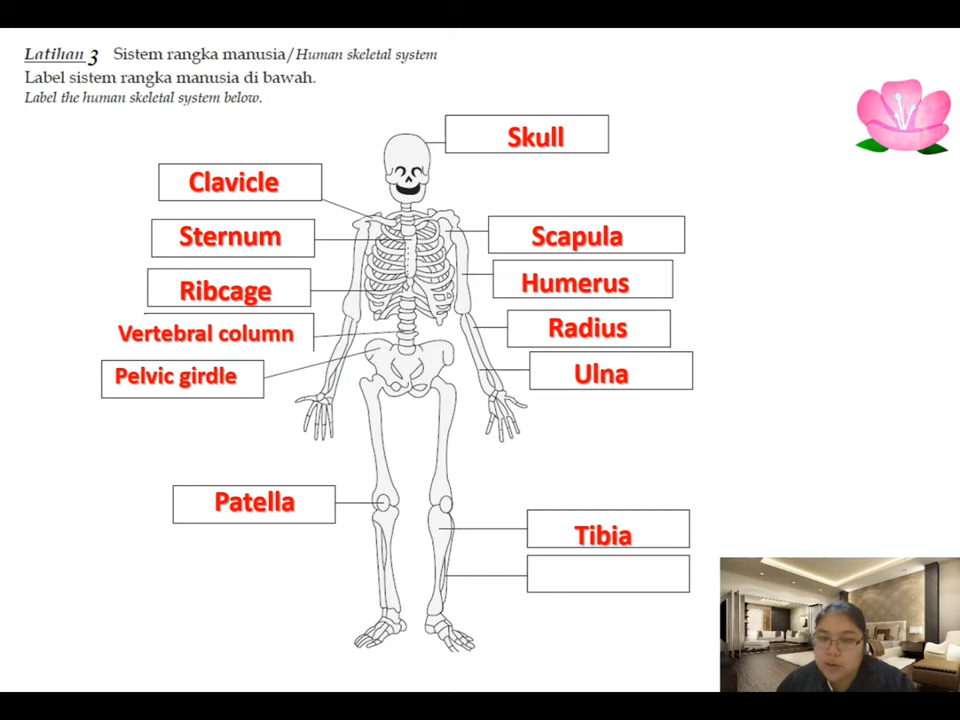 Latihan 3 Sistem rangka manusia/Human skeletal system
Label sistem rangka manusia di bawah.
Label the human skeletal system below.
Skull
Clavicle
Sternum
Scapula
Ribcage
Humerus
Vertebral column
Radius
Pelvic girdle
Ulna
Patella
Tibia